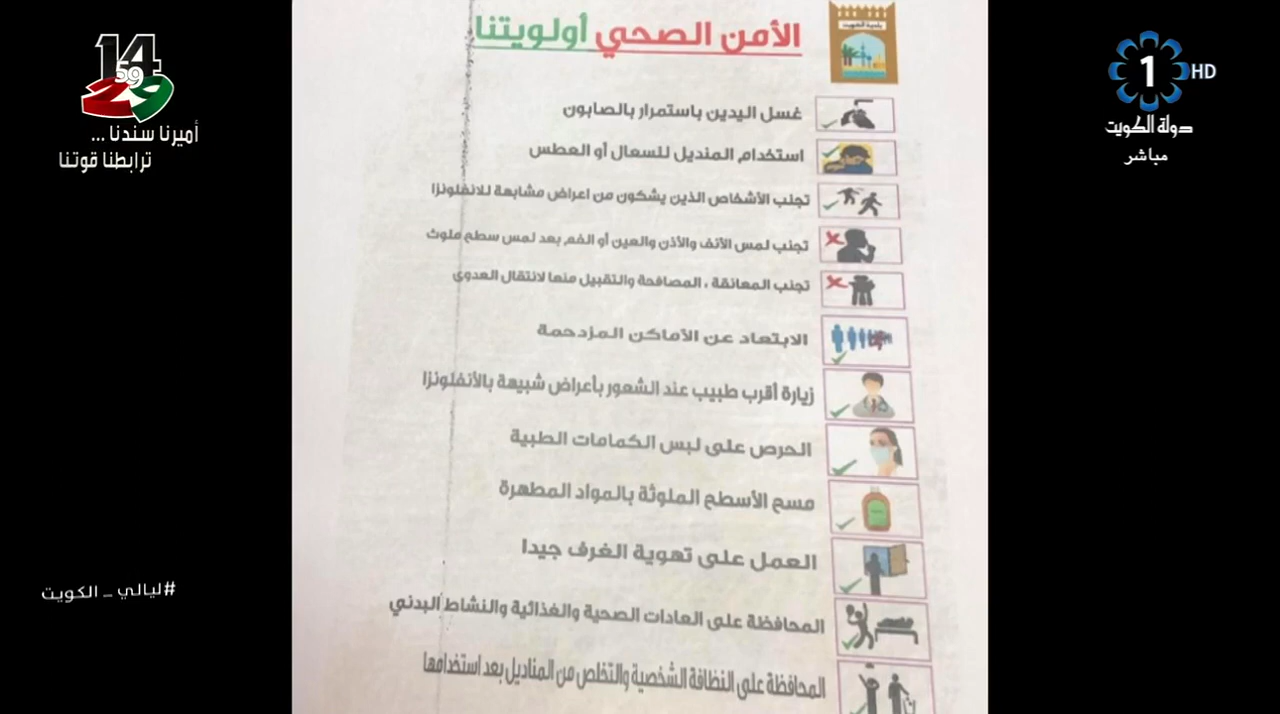 الأمن الصحي أولويتنا
بلدية الكويت
غسل اليدين باستمرار بالصابون
استخدام المنديل للسعال أو العطس
تجلب الأشخاص الذين يشكون من اعراض مشابهة للانفلونزا
تجنب لمس الأنف والأذن والعين أو الفم بعد لمس سطح ملوث
تجنب المعانقة ، المصافحة والتقبيل منعا لانتقال العدوى
الابتعاد عن الأماكن المزدحمة
زيارة أقرب طبيب عند الشعور بأعراض شبيهة بالأنفلونزا
الحرص على لبس الكمامات الطبية
مسح الأسطح الملوثة بالمواد المطهرة
العمل على تهوية الغرف جيدا
المحافظة على العادات الصحية والغذائية والنشاط البدني
المحافظة على النظافة الشخصية والتخلص من المناديل بعد استخدامها
14
59
أميرنا سندنا ...
ترابطنا قوتنا
1 HD
دولة الكويت
مباشر
#ليالي _ الكويت